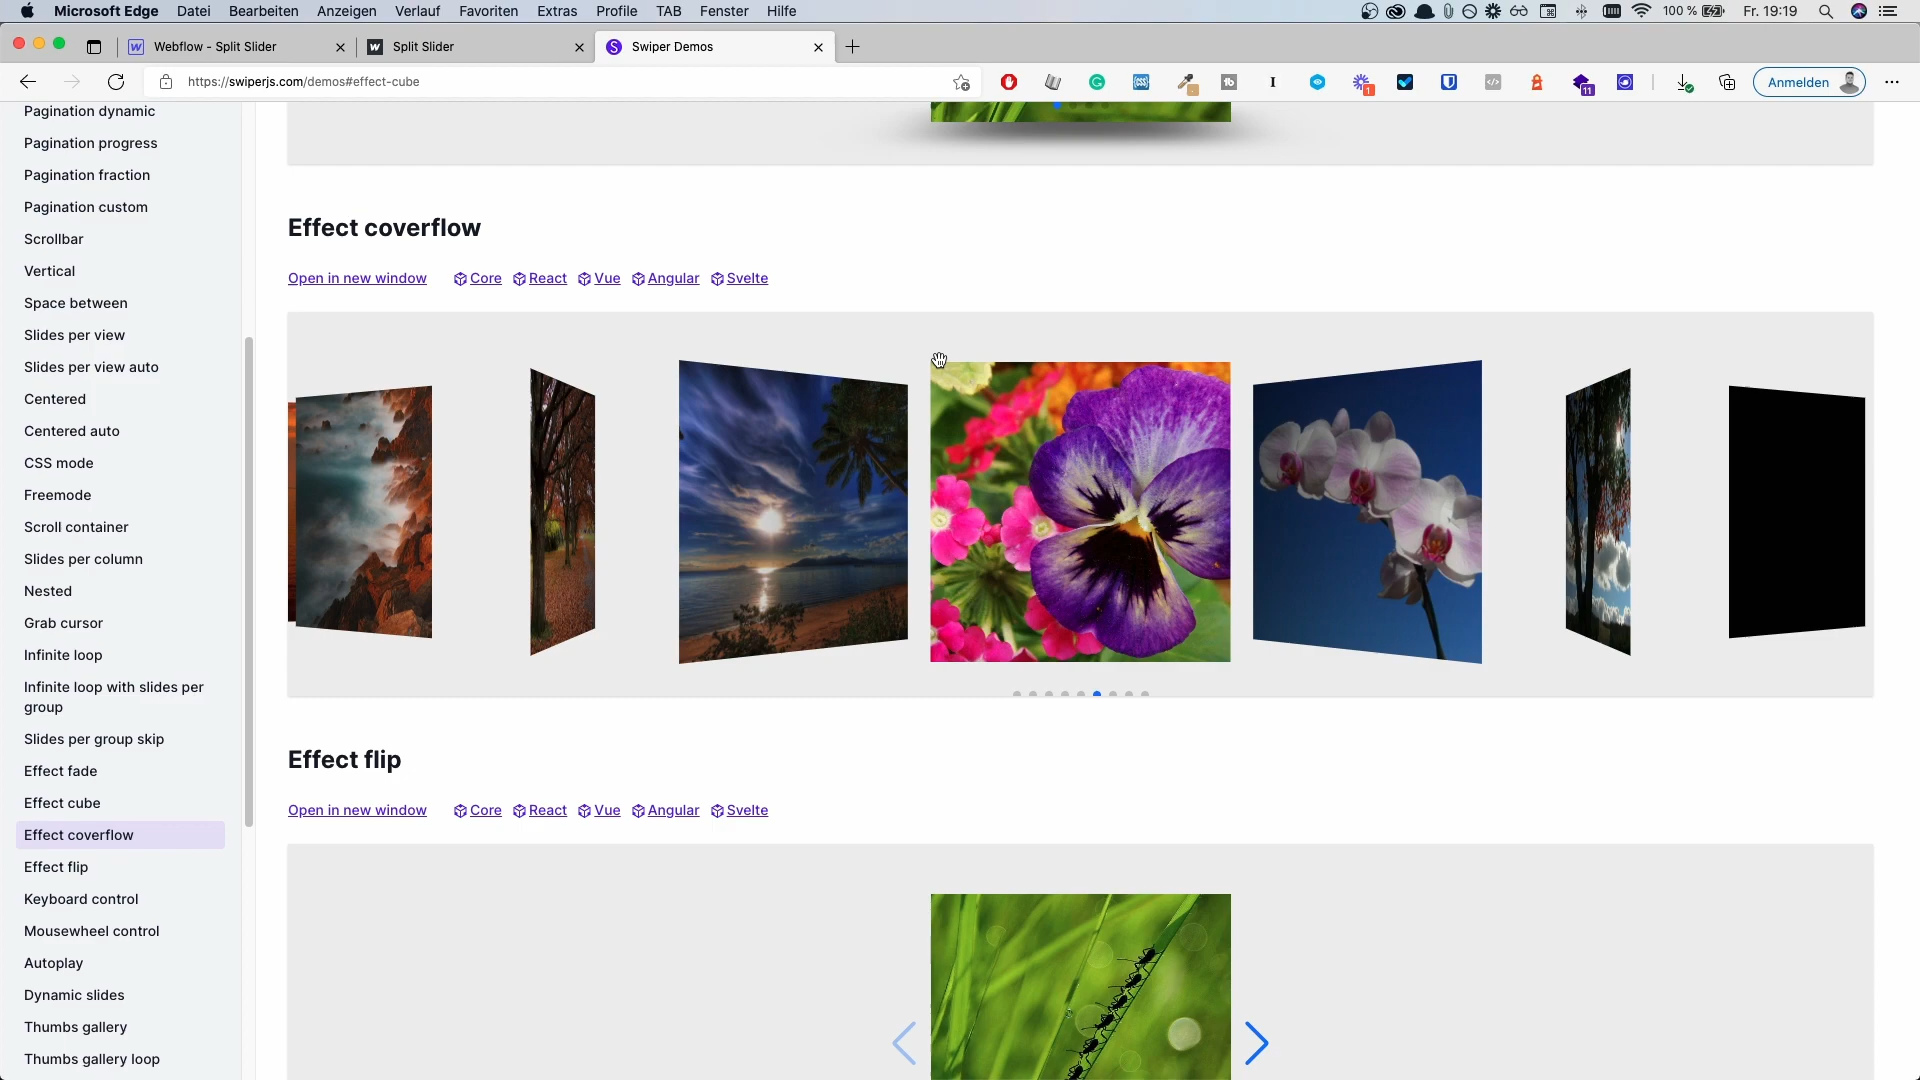 Microsoft Edge Datei Bearbeiten Anzeigen Verlauf Favoriten Extras Profile TAB Fenster Hilfe 100 % Fr. 19:19
Webflow - Split Slider Split Slider Swiper Demos
https://swiperjs.com/demos#effect-cube Anmelden
Pagination dynamic
Pagination progress
Pagination fraction
Pagination custom
Scrollbar
Vertical
Space between
Slides per view
Slides per view auto
Centered
Centered auto
CSS mode
Freemode
Scroll container
Slides per column
Nested
Grab cursor
Infinite loop
Infinite loop with slides per
group
Slides per group skip
Effect fade
Effect cube
Effect coverflow
Effect flip
Keyboard control
Mousewheel control
Autoplay
Dynamic slides
Thumbs gallery
Thumbs gallery loop
Effect coverflow
Open in new window Core React Vue Angular Svelte
Effect flip
Open in new window Core React Vue Angular Svelte